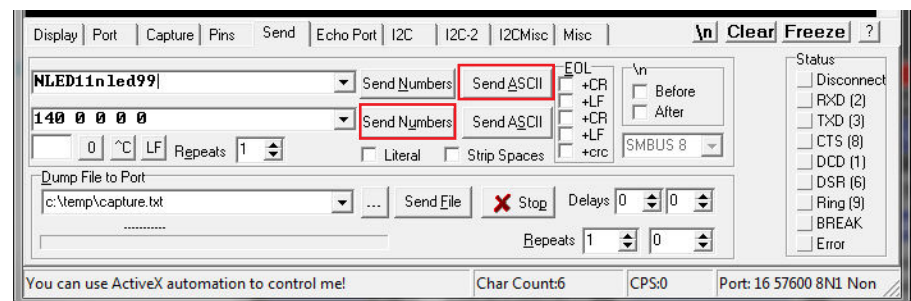 Display Port Capture Pins Send Echo Port I2C I2C-2 I2CMisc Misc \n Clear Freeze ?
NLED11nled99 Send Numbers Send ASCII
140 0 0 0 0 Send Numbers Send ASCII
0 ^C LF Repeats 1 Literal Strip Spaces
EOL
+CR
+LF
+CR
+LF
+crc
\n
Before
After
SMBUS 8
Dump File to Port
c:\temp\capture.txt ... Send File Stop Delays 0 0
-----------
Repeats 1 0
Status
Disconnect
RXD (2)
TXD (3)
CTS (8)
DCD (1)
DSR (6)
Ring (9)
BREAK
Error
You can use ActiveX automation to control me! Char Count:6 CPS:0 Port: 16 57600 8N1 Non